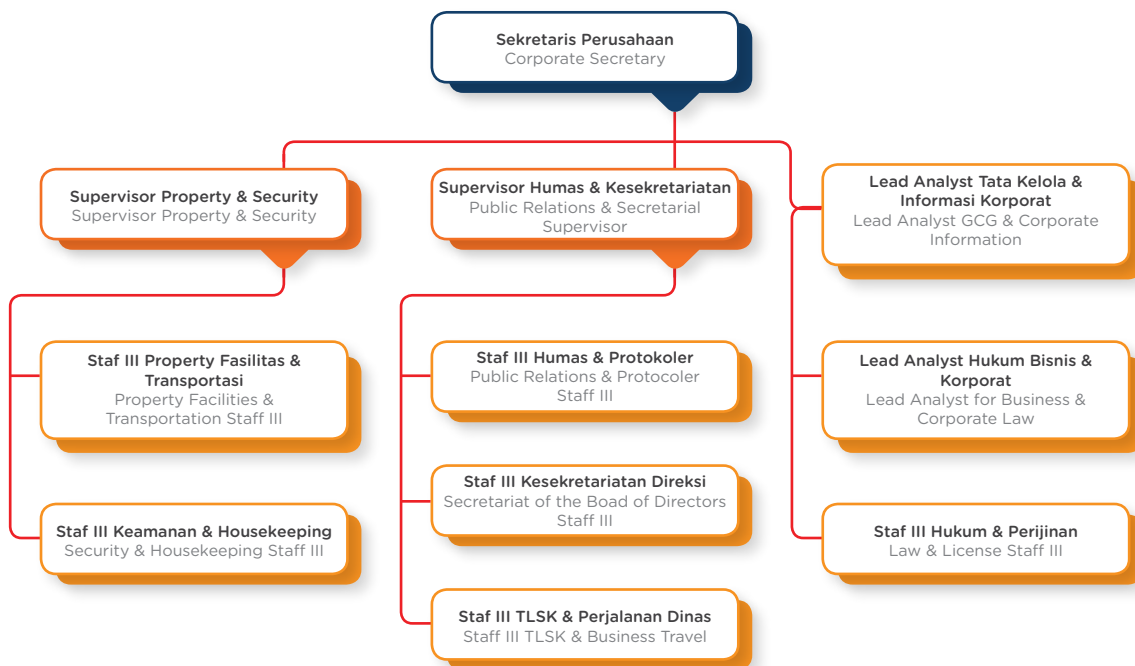 Sekretaris Perusahaan
Corporate Secretary
Supervisor Property & Security
Supervisor Property & Security
Supervisor Humas & Kesekretariatan
Public Relations & Secretarial
Supervisor
Lead Analyst Tata Kelola &
Informasi Korporat
Lead Analyst GCG & Corporate
Information
Staf III Property Fasilitas &
Transportasi
Property Facilities &
Transportation Staff III
Staf III Humas & Protokoler
Public Relations & Protocoler
Staff III
Lead Analyst Hukum Bisnis &
Korporat
Lead Analyst for Business &
Corporate Law
Staf III Keamanan & Housekeeping
Security & Housekeeping Staff III
Staf III Kesekretariatan Direksi
Secretariat of the Boad of Directors
Staff III
Staf III Hukum & Perijinan
Law & License Staff III
Staf III TLSK & Perjalanan Dinas
Staff III TLSK & Business Travel